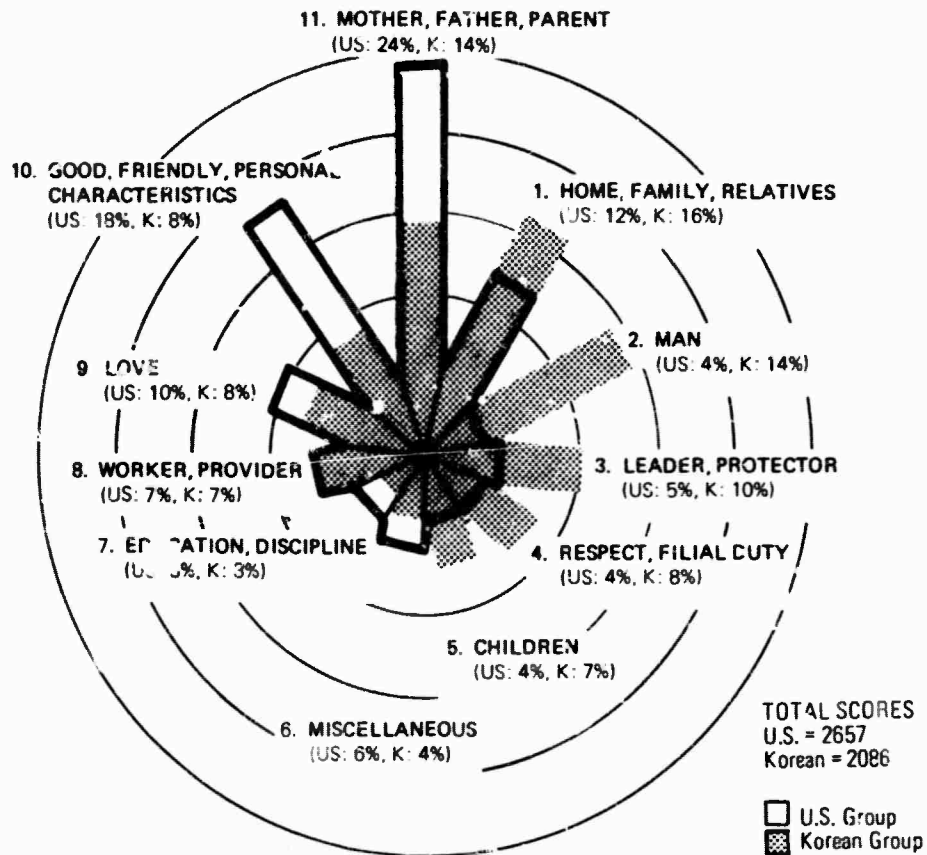 11. MOTHER, FATHER, PARENT
(US: 24%, K: 14%)
10. GOOD, FRIENDLY, PERSONAL
CHARACTERISTICS
(US: 18%, K: 8%)
1. HOME, FAMILY, RELATIVES
(US: 12%, K: 16%)
2. MAN
(US: 4%, K: 14%)
9 LOVE
(US: 10%, K: 8%)
8. WORKER, PROVIDER
(US: 7%, K: 7%)
3. LEADER, PROTECTOR
(US: 5%, K: 10%)
7. DISCIPLINE
K: 3%)
4. RESPECT, FILIAL DUTY
(US: 4%, K: 8%)
5. CHILDREN
(US: 4%, K: 7%)
6. MISCELLANEOUS
(US: 6%, K: 4%)
TOTAL SCORES
U.S. = 2657
Korean = 2086
U.S. Group
Korean Group